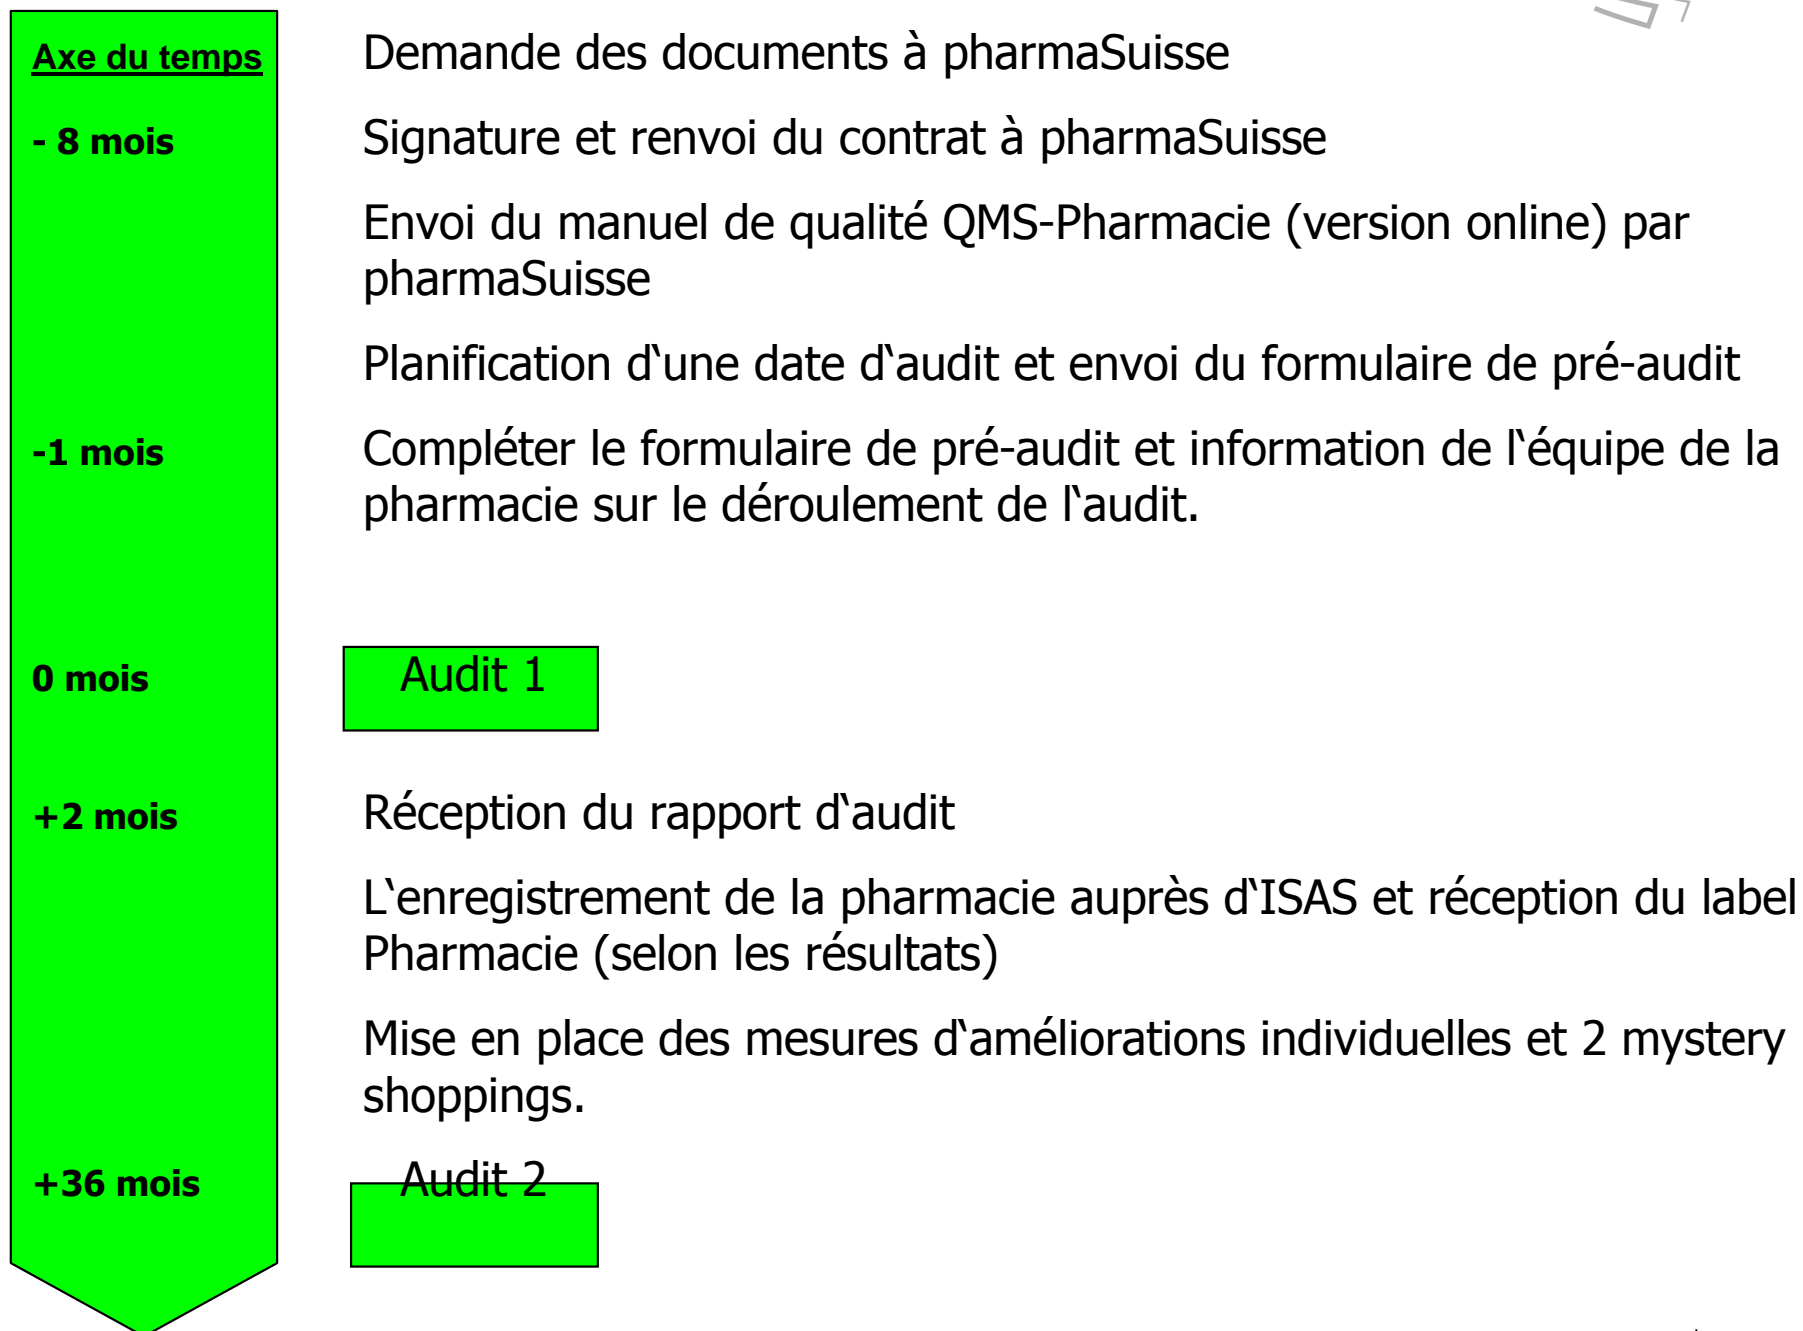 Axe du temps
Demande des documents à pharmaSuisse
- 8 mois
Signature et renvoi du contrat à pharmaSuisse
Envoi du manuel de qualité QMS-Pharmacie (version online) par
pharmaSuisse
Planification d‘une date d‘audit et envoi du formulaire de pré-audit
-1 mois
Compléter le formulaire de pré-audit et information de l‘équipe de la
pharmacie sur le déroulement de l‘audit.
0 mois
Audit 1
+2 mois
Réception du rapport d‘audit
L‘enregistrement de la pharmacie auprès d‘ISAS et réception du label
Pharmacie (selon les résultats)
Mise en place des mesures d‘améliorations individuelles et 2 mystery
shoppings.
+36 mois
Audit 2